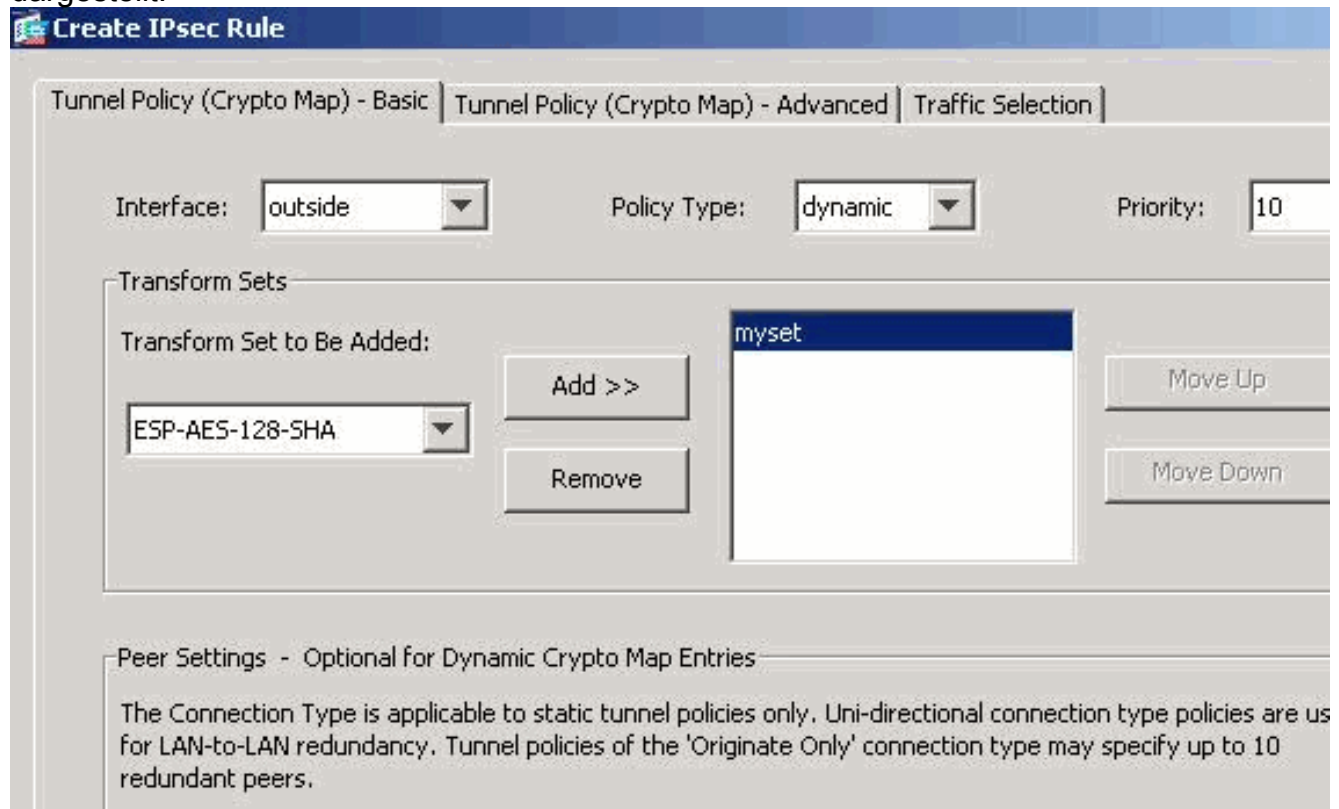 dargestellt.
Create IPsec Rule
Tunnel Policy (Crypto Map) - Basic Tunnel Policy (Crypto Map) - Advanced Traffic Selection
Interface: outside Policy Type: dynamic Priority: 10
Transform Sets
Transform Set to Be Added:
myset
Add >> Move Up
ESP-AES-128-SHA
Remove Move Down
Peer Settings - Optional for Dynamic Crypto Map Entries
The Connection Type is applicable to static tunnel policies only. Uni-directional connection type policies are us
for LAN-to-LAN redundancy. Tunnel policies of the 'Originate Only' connection type may specify up to 10
redundant peers.